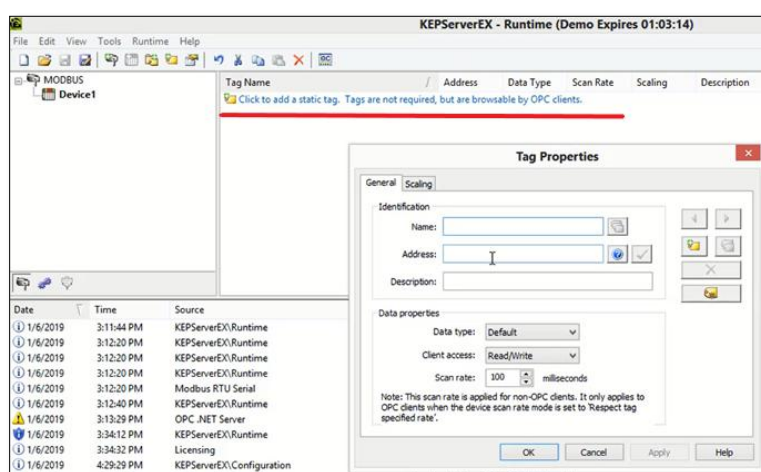 KEPServerEX - Runtime (Demo Expires 01:03:14)
File Edit View Tools Runtime Help
MODBUS
Device1
Tag Name / Address Data Type Scan Rate Scaling Description
Click to add a static tag. Tags are not required, but are browsable by OPC clients.
Tag Properties
General Scaling
Identification
Name:
Address:
Description:
Data properties
Data type: Default
Client access: Read/Write
Scan rate: 100 milliseconds
Note: This scan rate is applied for non-OPC clients. It only applies to
OPC clients when the device scan rate mode is set to 'Respect tag
specified rate'.
OK Cancel Apply Help
Date Time Source
1/6/2019 3:11:44 PM KEPServerEX\Runtime
1/6/2019 3:12:20 PM KEPServerEX\Runtime
1/6/2019 3:12:20 PM KEPServerEX\Runtime
1/6/2019 3:12:20 PM Modbus RTU Serial
1/6/2019 3:12:40 PM KEPServerEX\Runtime
1/6/2019 3:13:29 PM OPC .NET Server
1/6/2019 3:34:12 PM KEPServerEX\Runtime
1/6/2019 3:34:32 PM Licensing
1/6/2019 4:29:29 PM KEPServerEX\Configuration